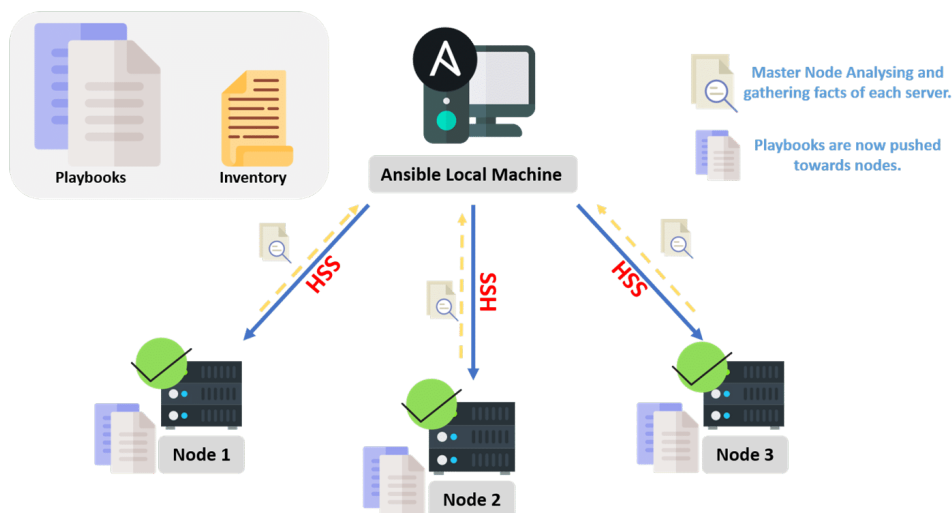 Playbooks
Inventory
Ansible Local Machine
Master Node Analysing and
gathering facts of each server.
Playbooks are now pushed
towards nodes.
HSS
SSH
SSH
Node 1
Node 2
Node 3